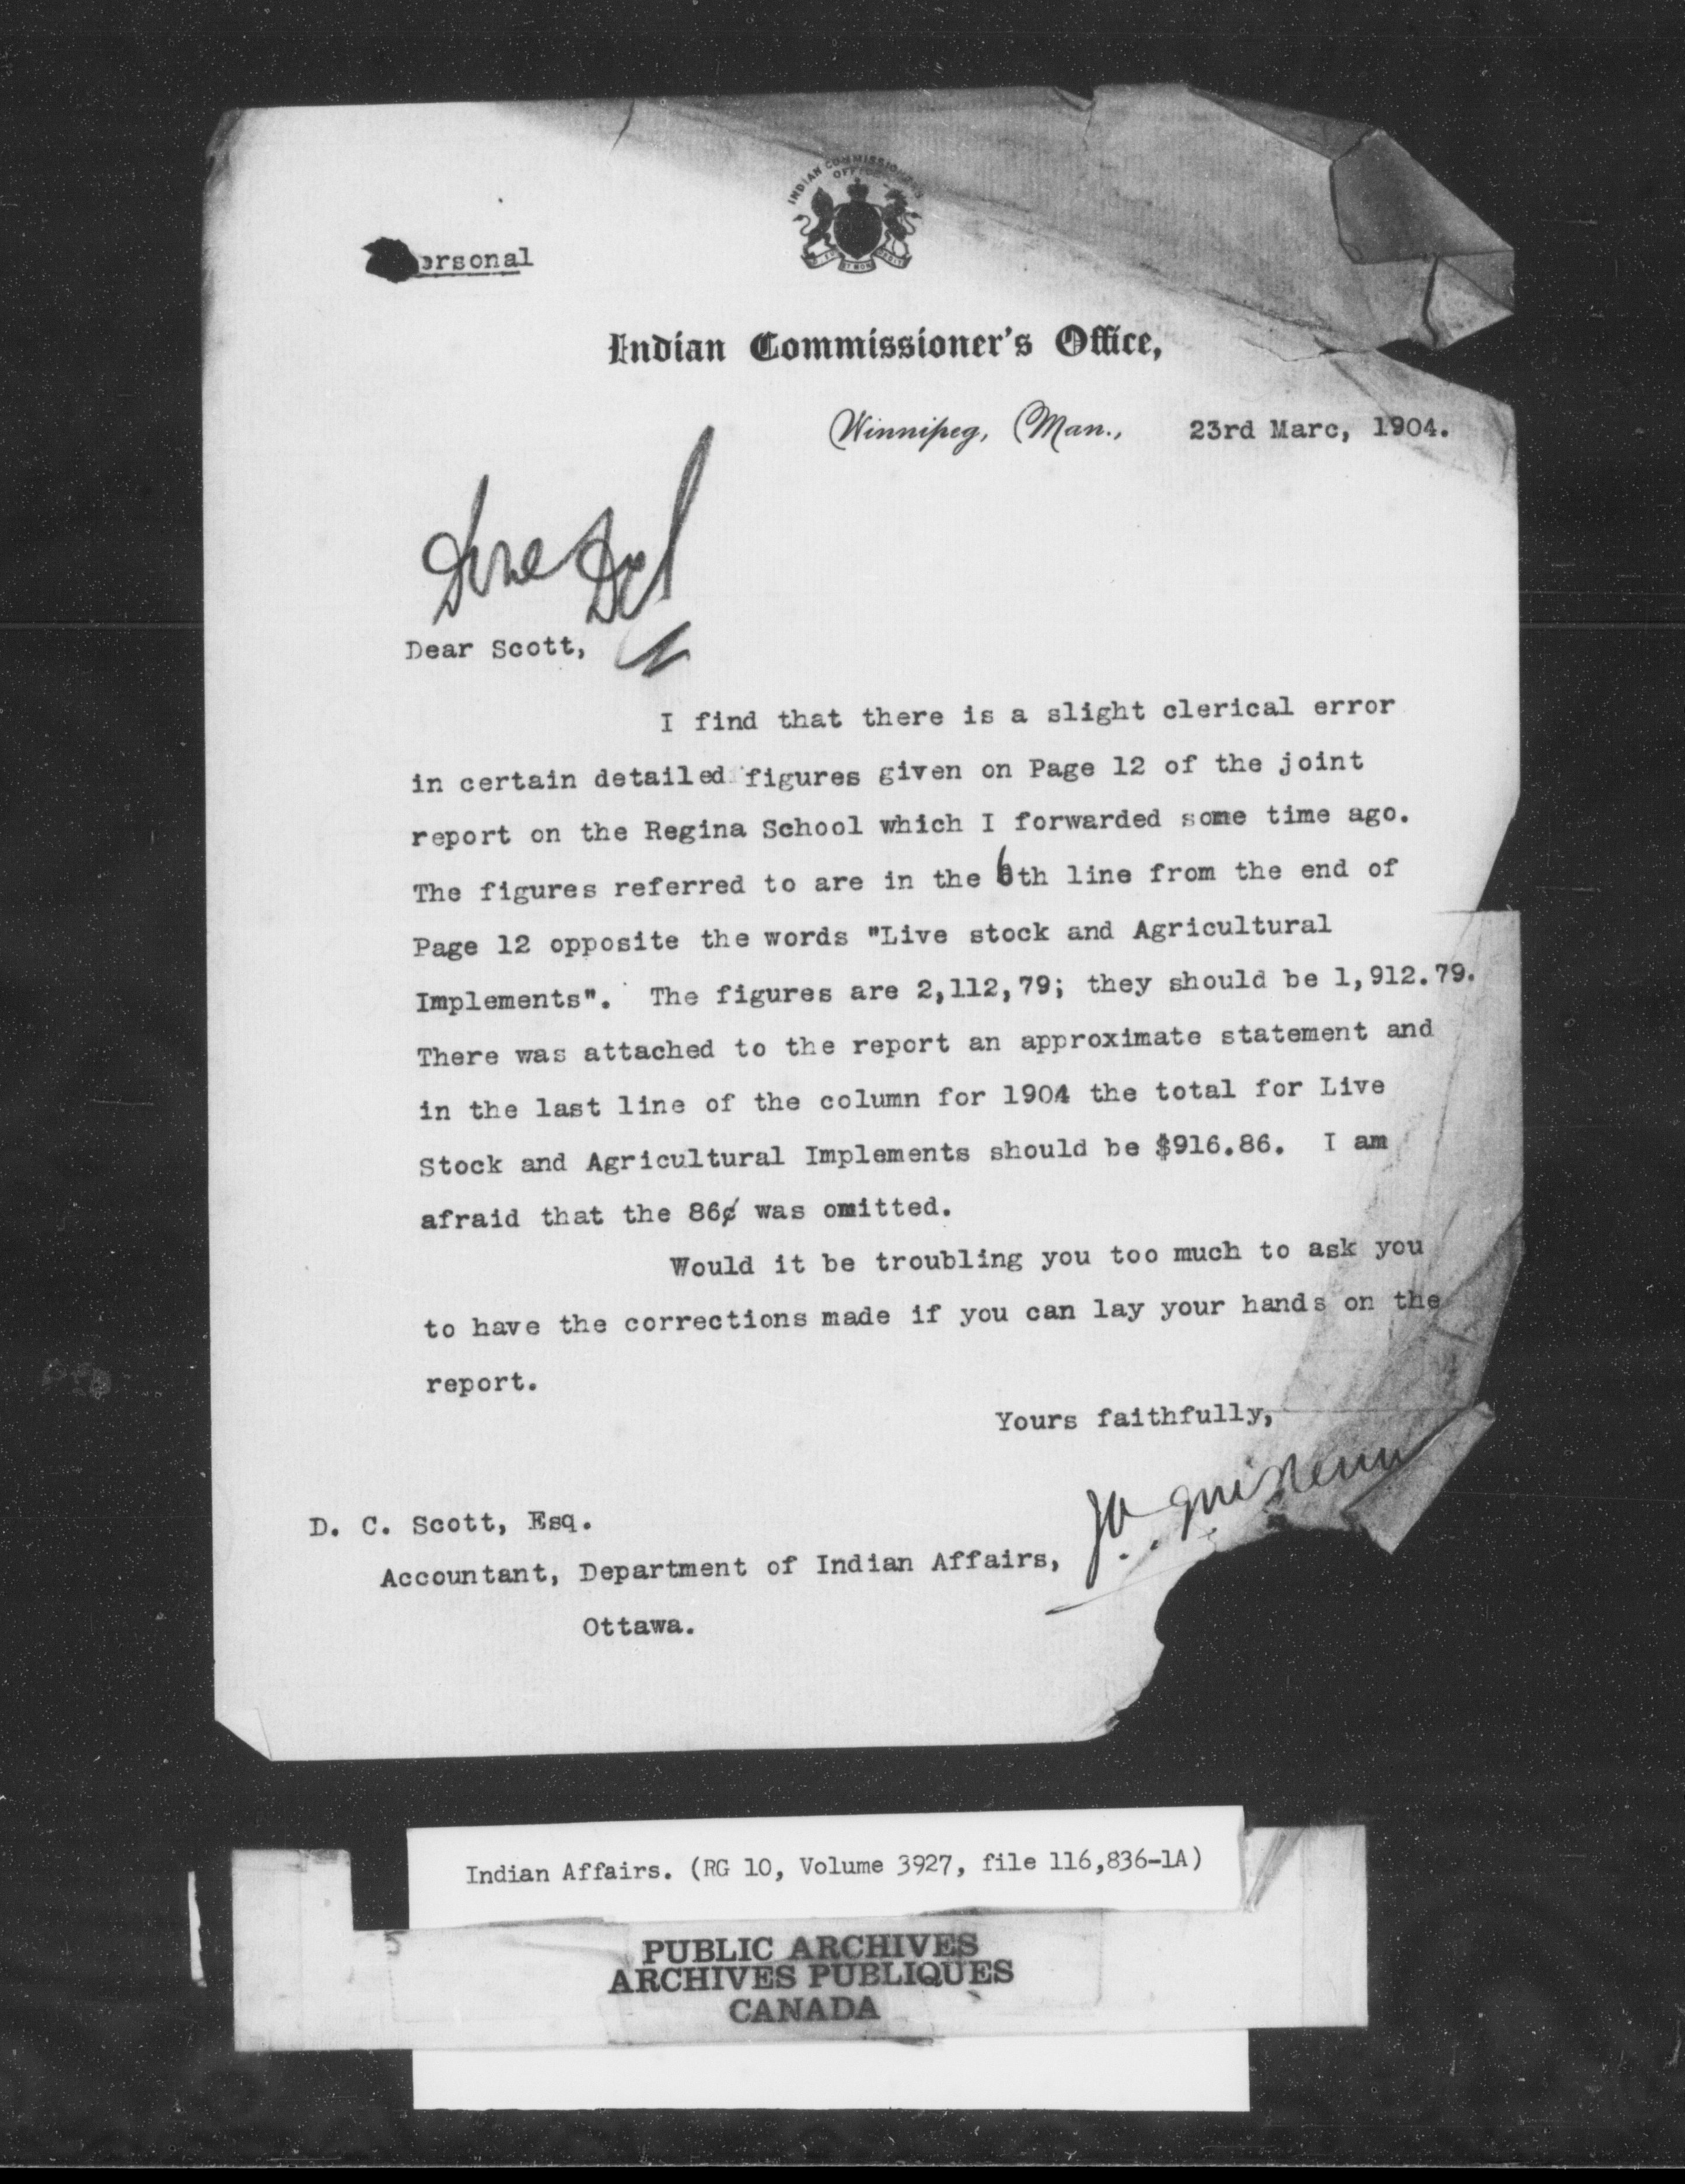 INDIAN COMMISSIONER'S
OFFICE
Personal
Indian Commissioner's Office,
Winnipeg, Man., 23rd Marc, 1904.
Done
Dear Scott,
I find that there is a slight clerical error
in certain detailed figures given on Page 12 of the joint
report on the Regina School which I forwarded some time ago.
The figures referred to are in the 6th line from the end of
Page 12 opposite the words "Live stock and Agricultural
Implements". The figures are 2,112,79; they should be 1,912.79.
There was attached to the report an approximate statement and
in the last line of the column for 1904 the total for Live
Stock and Agricultural Implements should be $916.86. I am
afraid that the 86¢ was omitted.
Would it be troubling you too much to ask you
to have the corrections made if you can lay your hands on the
report.
Yours faithfully,
D. C. Scott, Esq.
Accountant, Department of Indian Affairs,
Ottawa.
Indian Affairs. (RG 10, Volume 3927, file 116,836-1A)
PUBLIC ARCHIVES
ARCHIVES PUBLIQUES
CANADA